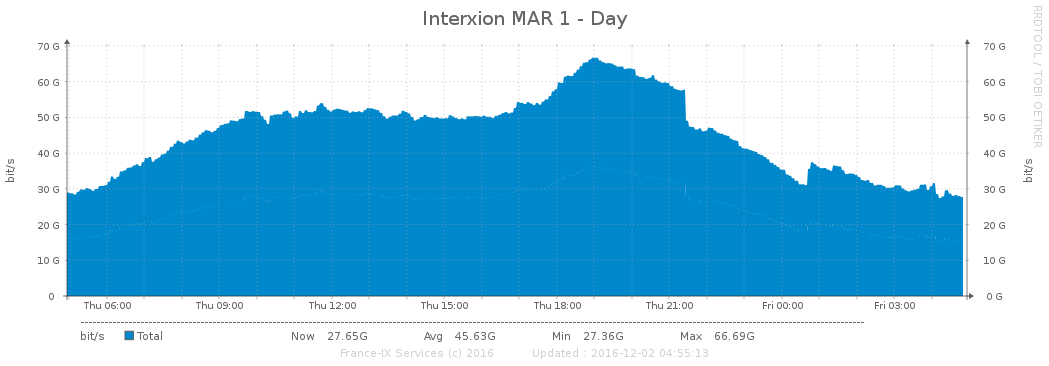 Interxion MAR 1 - Day
RRDTOOL / TOBI OETIKER
70 G 70 G
60 G 60 G
50 G 50 G
40 G 40 G
30 G 30 G
20 G 20 G
10 G 10 G
0 0 G
bit/s
bit/s
Thu 06:00 Thu 09:00 Thu 12:00 Thu 15:00 Thu 18:00 Thu 21:00 Fri 00:00 Fri 03:00
bit/s Total Now 27.65G Avg 45.63G Min 27.36G Max 66.69G
France-IX Services (c) 2016 Updated : 2016-12-02 04:55:13